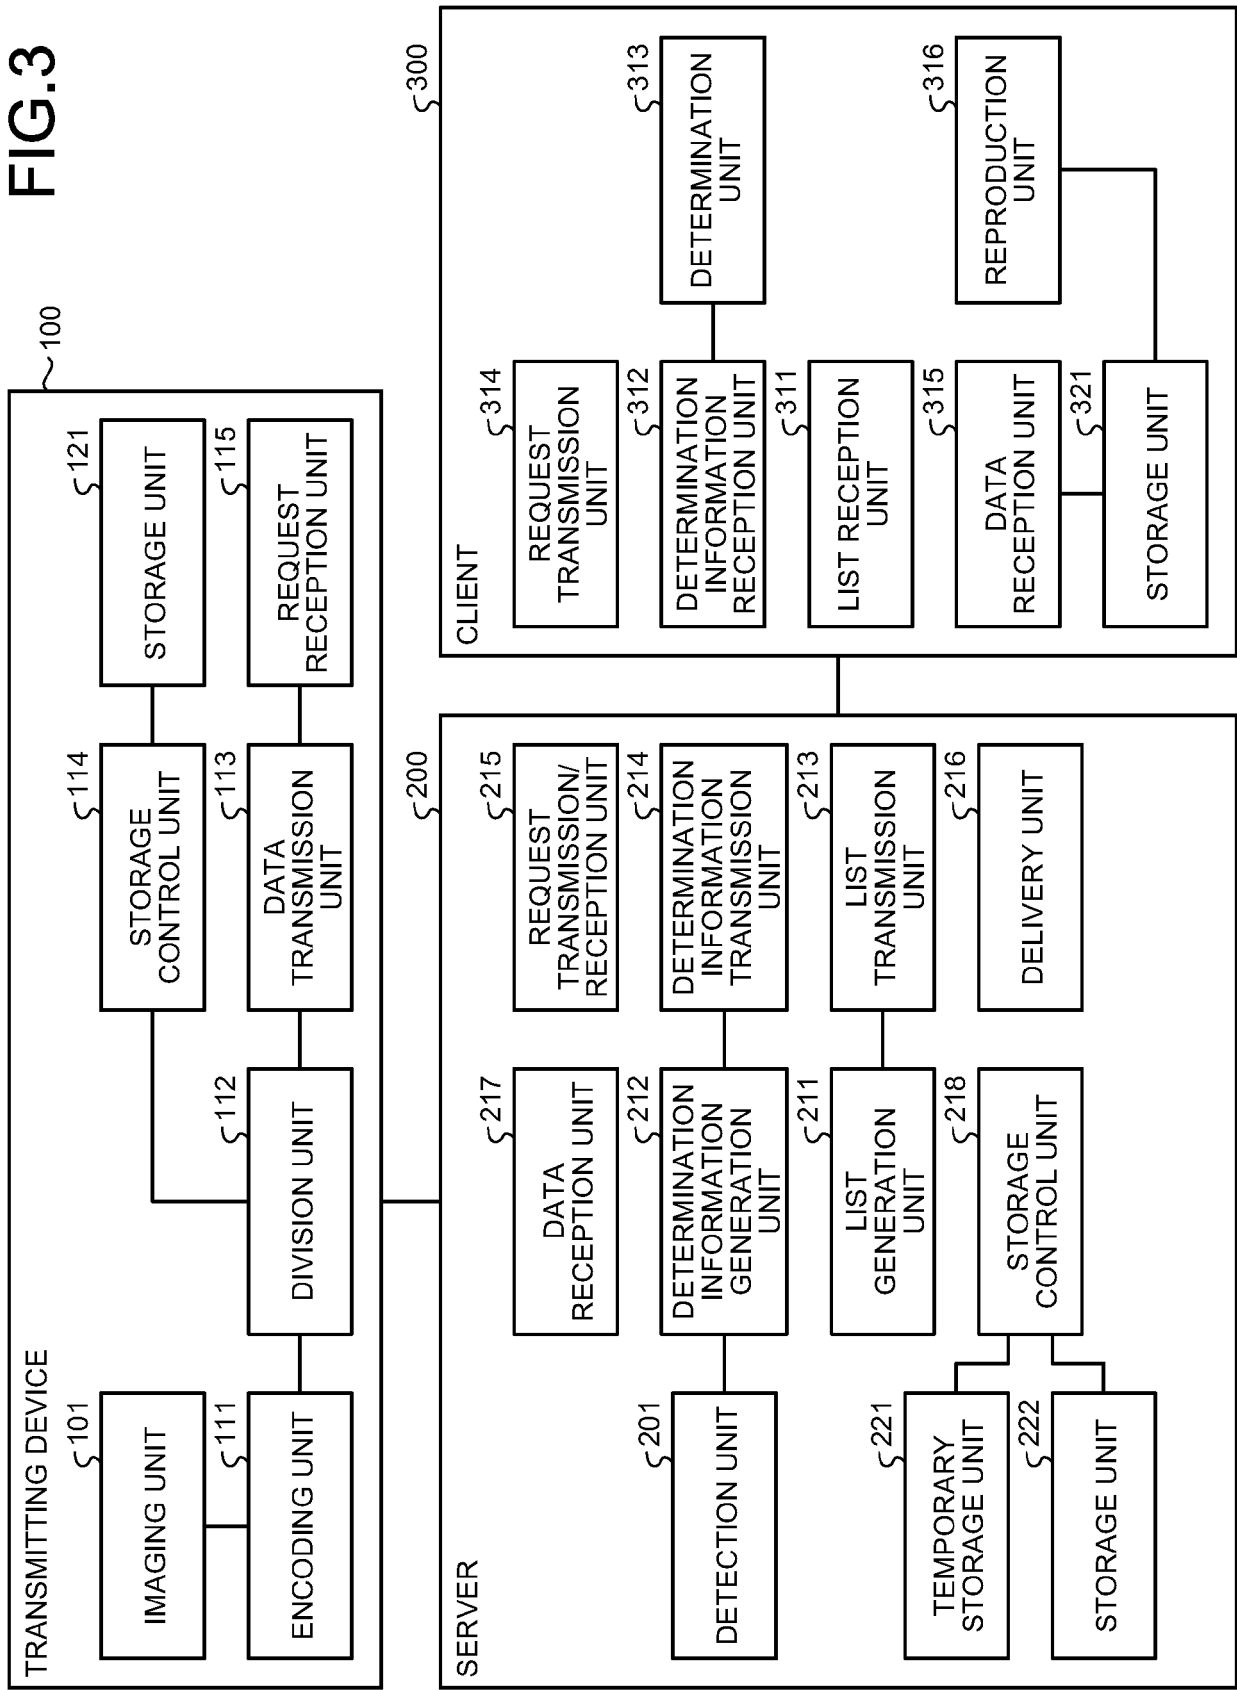 FIG.3
TRANSMITTING DEVICE
100
101
IMAGING UNIT
114
STORAGE
CONTROL UNIT
121
STORAGE UNIT
111
ENCODING UNIT
112
DIVISION UNIT
113
DATA
TRANSMISSION
UNIT
115
REQUEST
RECEPTION UNIT
SERVER
200
217
DATA
RECEPTION UNIT
215
REQUEST
TRANSMISSION/
RECEPTION UNIT
201
DETECTION UNIT
212
DETERMINATION
INFORMATION
GENERATION
UNIT
214
DETERMINATION
INFORMATION
TRANSMISSION
UNIT
211
LIST
GENERATION
UNIT
213
LIST
TRANSMISSION
UNIT
221
TEMPORARY
STORAGE UNIT
218
STORAGE
CONTROL UNIT
216
DELIVERY UNIT
222
STORAGE UNIT
CLIENT
300
314
REQUEST
TRANSMISSION
UNIT
312
DETERMINATION
INFORMATION
RECEPTION UNIT
313
DETERMINATION
UNIT
311
LIST RECEPTION
UNIT
315
DATA
RECEPTION UNIT
316
REPRODUCTION
UNIT
321
STORAGE UNIT